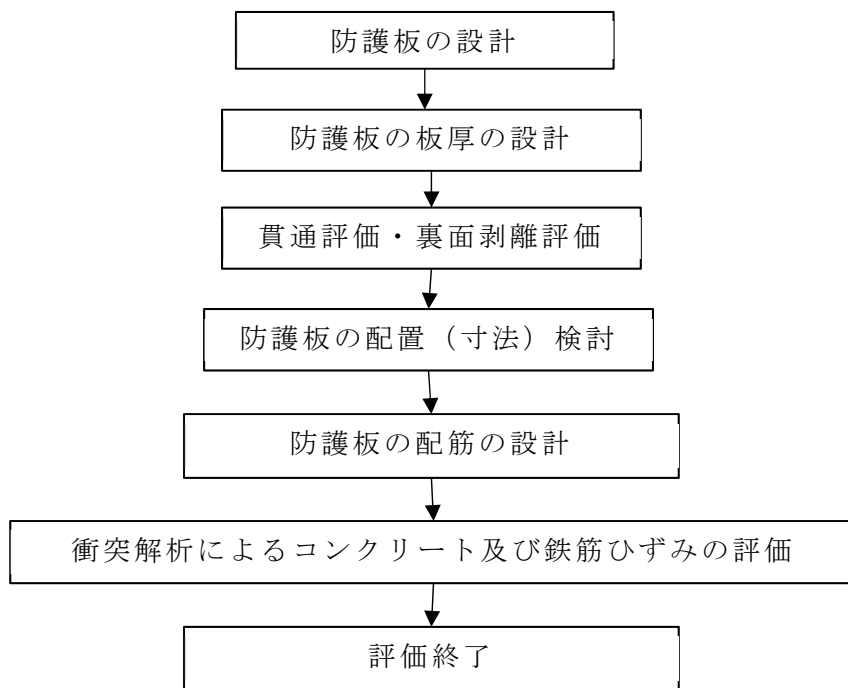 防護板の設計
防護板の板厚の設計
貫通評価・裏面剥離評価
防護板の配置（寸法）検討
防護板の配筋の設計
衝突解析によるコンクリート及び鉄筋ひずみの評価
評価終了